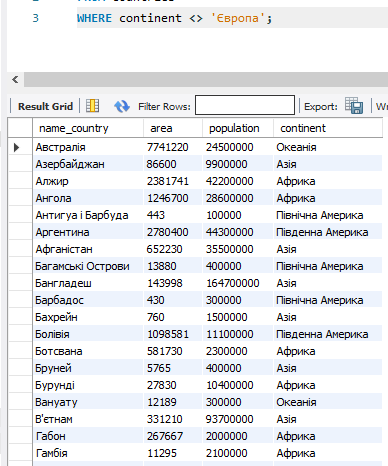 3 WHERE continent <> 'Європа';
Result Grid Filter Rows: Export:
name_country area population continent
Австралія 7741220 24500000 Океанія
Азербайджан 86600 9900000 Азія
Алжир 2381741 42200000 Африка
Ангола 1246700 28600000 Африка
Антигуа і Барбуда 443 100000 Північна Америка
Аргентина 2780400 44300000 Південна Америка
Афганістан 652230 35500000 Азія
Багамські Острови 13880 400000 Північна Америка
Бангладеш 143998 164700000 Азія
Барбадос 430 300000 Північна Америка
Бахрейн 760 1500000 Азія
Болівія 1098581 11100000 Південна Америка
Ботсвана 581730 2300000 Африка
Бруней 5765 400000 Азія
Бурунді 27830 10400000 Африка
Вануату 12189 300000 Океанія
В'єтнам 331210 93700000 Азія
Габон 267667 2000000 Африка
Гамбія 11295 2100000 Африка